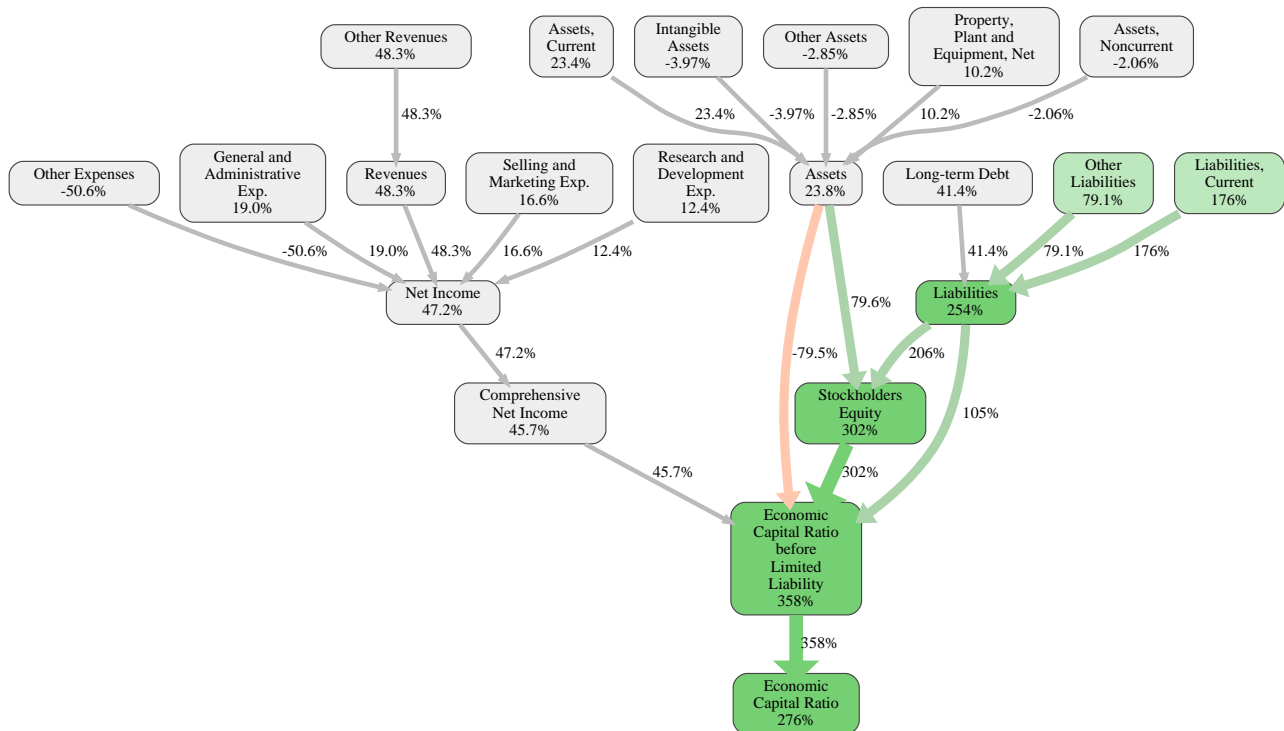 Other Revenues
48.3%
Assets,
Current
23.4%
Intangible
Assets
-3.97%
Other Assets
-2.85%
Property,
Plant and
Equipment, Net
10.2%
Assets,
Noncurrent
-2.06%
48.3%
23.4%
-3.97%
-2.85%
10.2%
-2.06%
Other Expenses
-50.6%
General and
Administrative
Exp.
19.0%
Revenues
48.3%
Selling and
Marketing Exp.
16.6%
Research and
Development
Exp.
12.4%
Assets
23.8%
Long-term Debt
41.4%
Other
Liabilities
79.1%
Liabilities,
Current
176%
-50.6%
19.0%
48.3%
16.6%
12.4%
41.4%
79.1%
176%
Net Income
47.2%
79.6%
Liabilities
254%
47.2%
-79.5%
206%
Comprehensive
Net Income
45.7%
Stockholders
Equity
302%
105%
45.7%
302%
Economic
Capital Ratio
before
Limited
Liability
358%
358%
Economic
Capital Ratio
276%